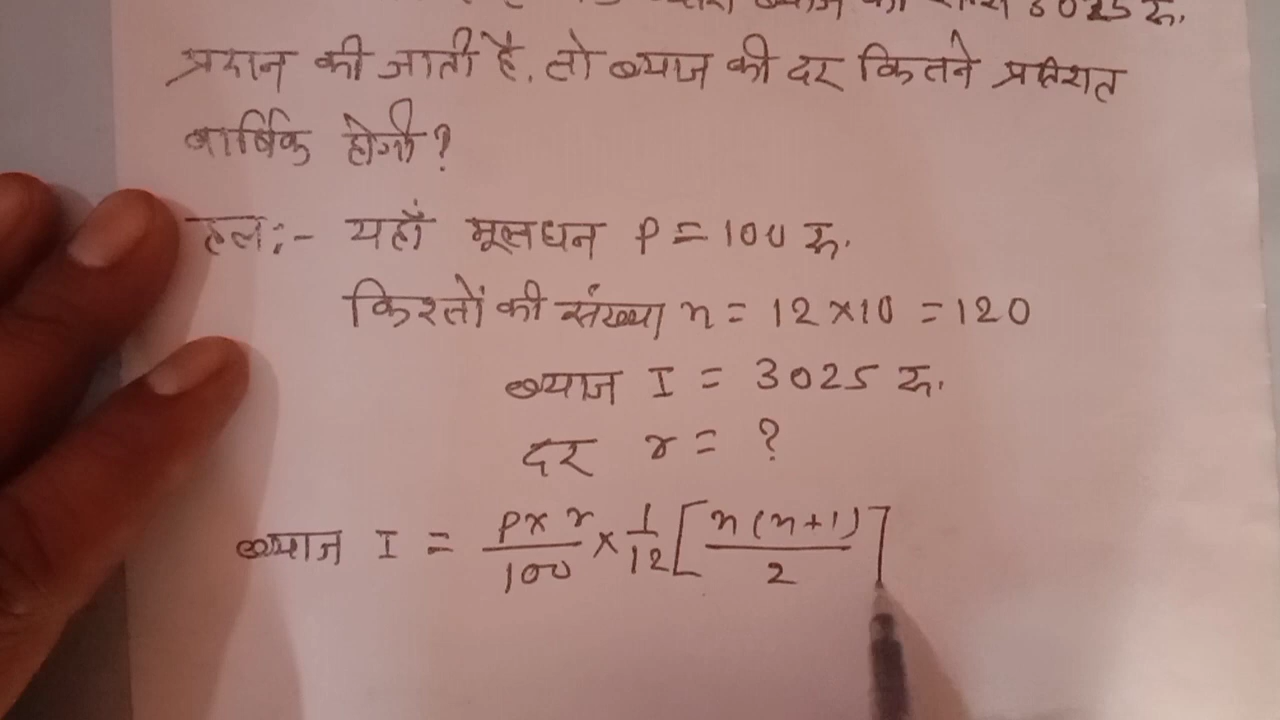 ब्याज की राशि 3025 रु.
प्रदान की जाती है, तो ब्याज की दर कितने प्रतिशत
वार्षिक होगी?
हल:- यहाँ मूलधन P = 100 रु.
किश्तों की संख्या n = 12 × 10 = 120
ब्याज I = 3025 रु.
दर r = ?
ब्याज I = P × r / 100 × 1/12 [ n (n + 1) / 2 ]